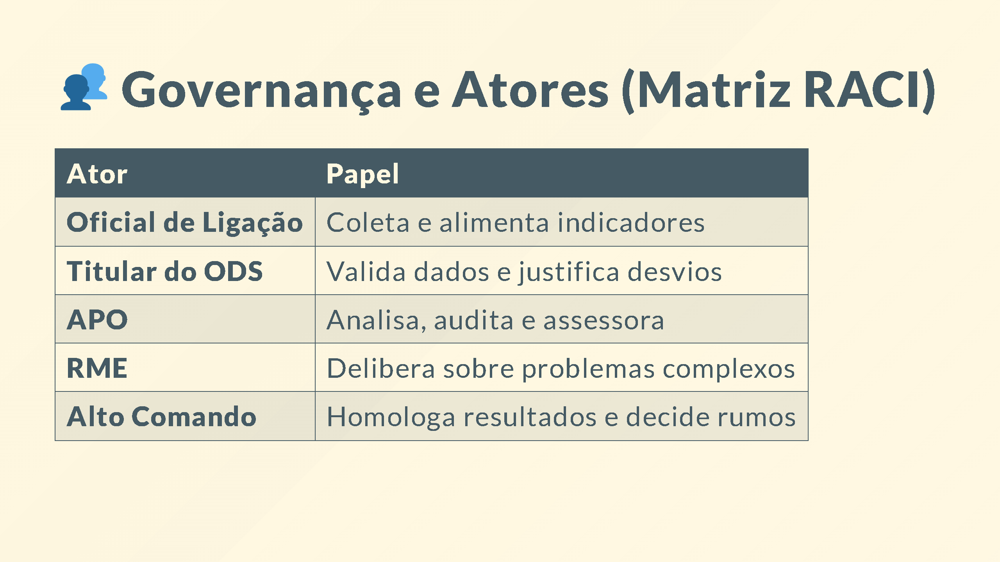 Governança e Atores (Matriz RACI)
Ator Papel
Oficial de Ligação Coleta e alimenta indicadores
Titular do ODS Valida dados e justifica desvios
APO Analisa, audita e assessora
RME Delibera sobre problemas complexos
Alto Comando Homologa resultados e decide rumos